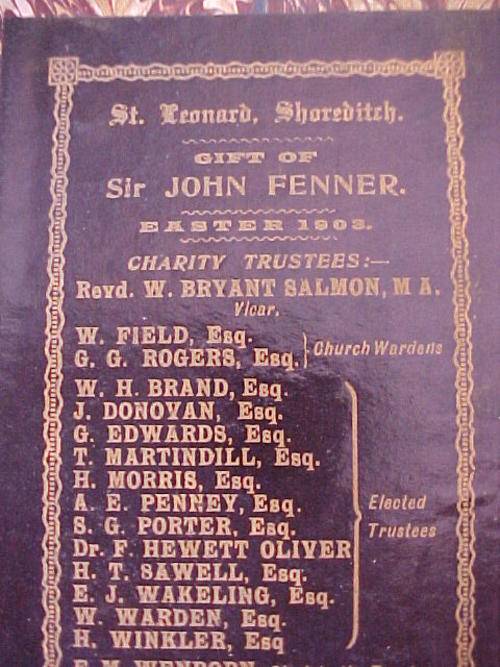 St. Leonard, Shoreditch.
GIFT OF
Sir JOHN FENNER.
EASTER 1903.
CHARITY TRUSTEES:—
Revd. W. BRYANT SALMON, M A.
Vicar.
W. FIELD, Esq.
G. G. ROGERS, Esq.
Church Wardens
W. H. BRAND, Esq.
J. DONOVAN, Esq.
G. EDWARDS, Esq.
T. MARTINDILL, Esq.
H. MORRIS, Esq.
A. E. PENNEY, Esq.
S. G. PORTER, Esq.
Dr. F. HEWETT OLIVER
H. T. SAWELL, Esq.
E. J. WAKELING, Esq.
W. WARDEN, Esq.
H. WINKLER, Esq
Elected
Trustees